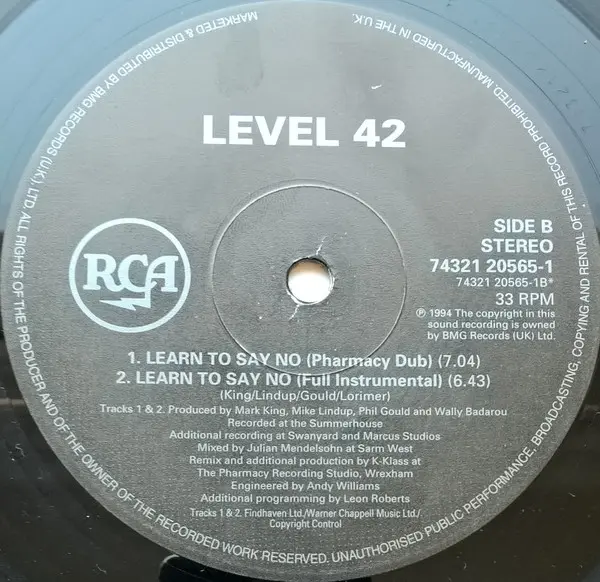 MARKETED & DISTRIBUTED BY BMG RECORDS (UK) LTD. ALL RIGHTS OF THE PRODUCER AND OF THE OWNER OF THE RECORDED WORK RESERVED. UNAUTHORISED PUBLIC PERFORMANCE, BROADCASTING, COPYING AND RENTAL OF THIS RECORD PROHIBITED. MANUFACTURED IN THE U.K.
LEVEL 42
RCA
SIDE B
STEREO
74321 20565-1
74321 20565-1B*
33 RPM
℗ 1994 The copyright in this
sound recording is owned
by BMG Records (UK) Ltd.
1. LEARN TO SAY NO (Pharmacy Dub) (7.04)
2. LEARN TO SAY NO (Full Instrumental) (6.43)
(King/Lindup/Gould/Lorimer)
Tracks 1 & 2. Produced by Mark King, Mike Lindup, Phil Gould and Wally Badarou
Recorded at the Summerhouse
Additional recording at Swanyard and Marcus Studios
Mixed by Julian Mendelsohn at Sarm West
Remix and additional production by K-Klass at
The Pharmacy Recording Studio, Wrexham
Engineered by Andy Williams
Additional programming by Leon Roberts
Tracks 1 & 2. Findhaven Ltd./Warner Chappell Music Ltd./
Copyright Control